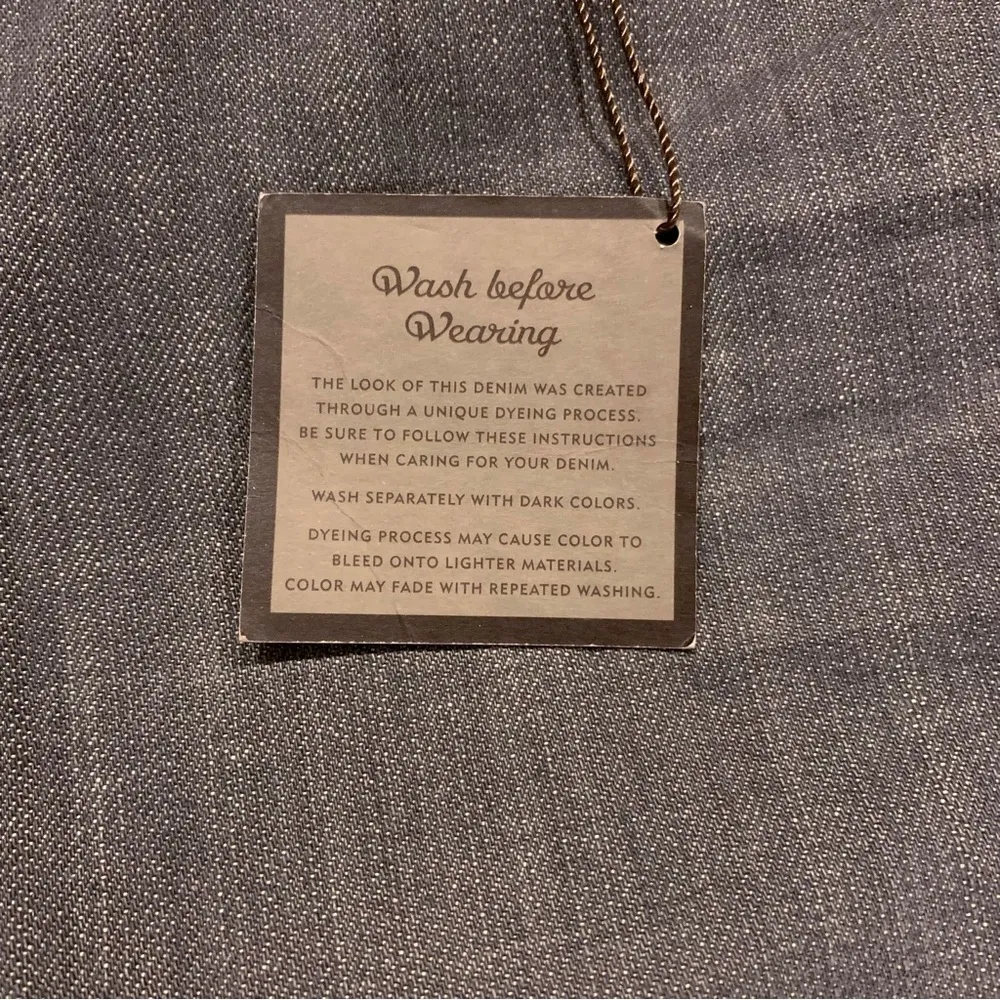 Wash before
Wearing
THE LOOK OF THIS DENIM WAS CREATED
THROUGH A UNIQUE DYEING PROCESS.
BE SURE TO FOLLOW THESE INSTRUCTIONS
WHEN CARING FOR YOUR DENIM.
WASH SEPARATELY WITH DARK COLORS.
DYEING PROCESS MAY CAUSE COLOR TO
BLEED ONTO LIGHTER MATERIALS.
COLOR MAY FADE WITH REPEATED WASHING.